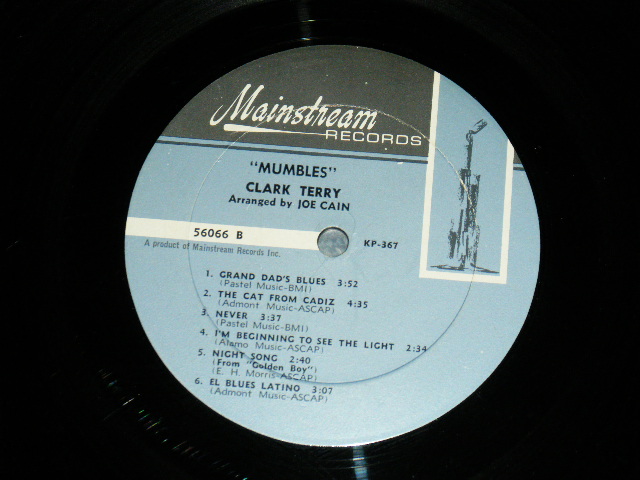 Mainstream
RECORDS
"MUMBLES"
CLARK TERRY
Arranged by JOE CAIN
56066 B
KP-367
A product of Mainstream Records Inc.
1. GRAND DAD'S BLUES 3:52
(Pastel Music-BMI)
2. THE CAT FROM CADIZ 4:35
(Admont Music-ASCAP)
3. NEVER 3:37
(Pastel Music-BMI)
4. I'M BEGINNING TO SEE THE LIGHT 2:34
(Alamo Music-ASCAP)
5. NIGHT SONG 2:40
(From "Golden Boy")
(E. H. Morris-ASCAP)
6. EL BLUES LATINO 3:07
(Admont Music-ASCAP)